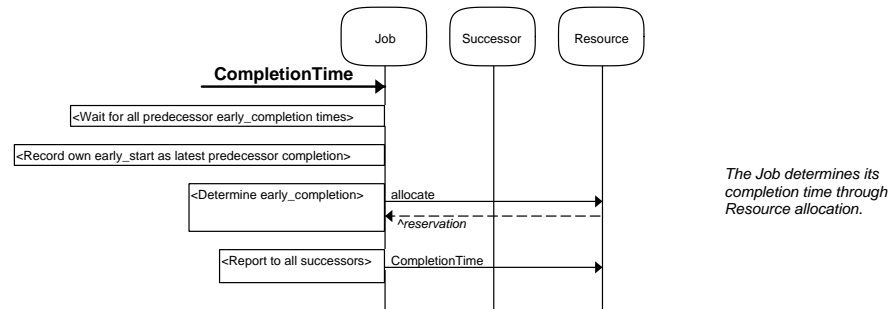 Job
Successor
Resource
CompletionTime
<Wait for all predecessor early_completion times>
<Record own early_start as latest predecessor completion>
<Determine early_completion>
allocate
^reservation
The Job determines its
completion time through
Resource allocation.
<Report to all successors>
CompletionTime